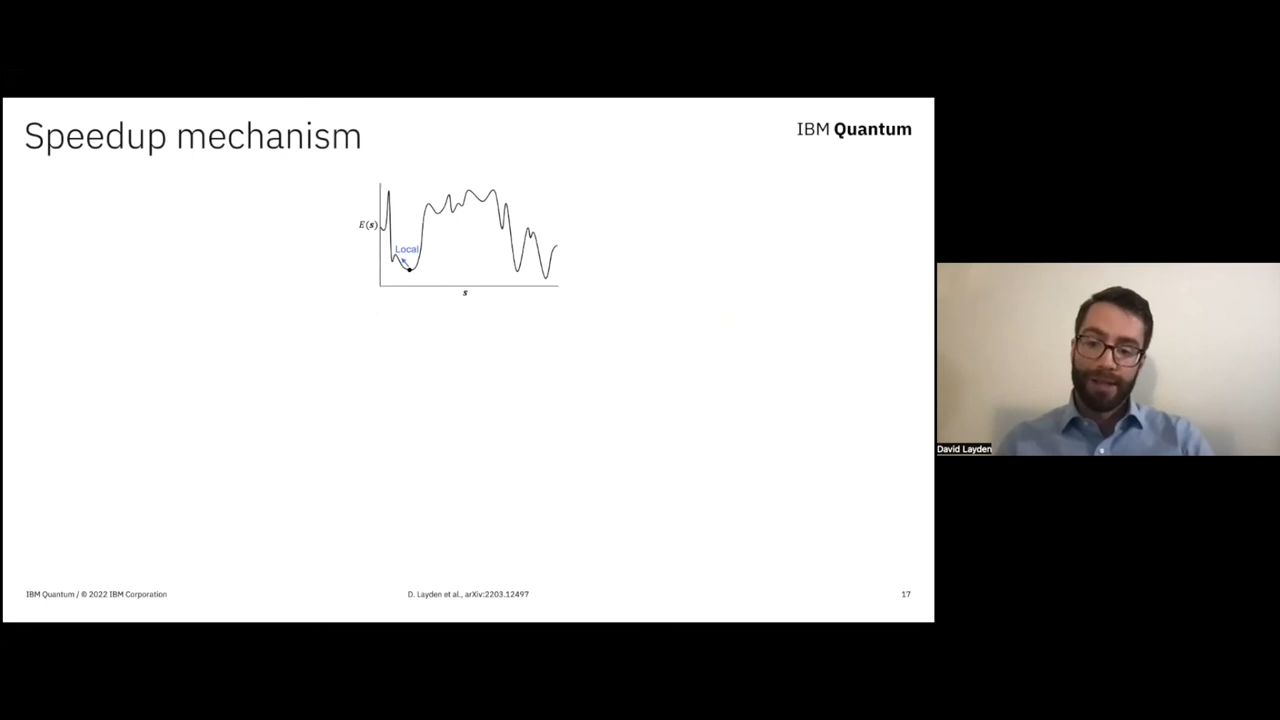 Speedup mechanism
IBM Quantum
E(s)
Local
s
David Layden
IBM Quantum / © 2022 IBM Corporation
D. Layden et al., arXiv:2203.12497
17